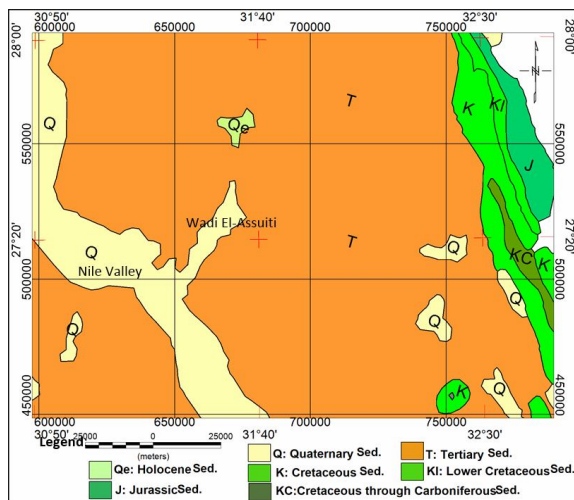 30°50' 31°40' 32°30'
600000 650000 700000 750000
28°00' 28°00'
N
Q T K Kl
Qe
550000 550000
J
Wadi El-Assuiti
27°20' 27°20'
Q T Q KC K
Nile Valley
500000 500000
Q
Q Q
K Q
450000 450000
600000 650000 700000 750000
30°50' 31°40' 32°30'
Legend
25000 0 25000
(meters)
Q: Quaternary Sed. T: Tertiary Sed.
Qe: Holocene Sed. K: Cretaceous Sed. Kl: Lower Cretaceous Sed.
J: Jurassic Sed. KC:Cretaceous through Carboniferous Sed.